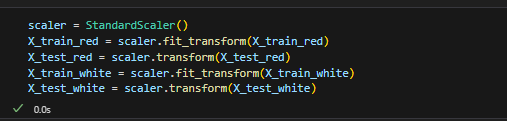 scaler = StandardScaler()
X_train_red = scaler.fit_transform(X_train_red)
X_test_red = scaler.transform(X_test_red)
X_train_white = scaler.fit_transform(X_train_white)
X_test_white = scaler.transform(X_test_white)
0.0s